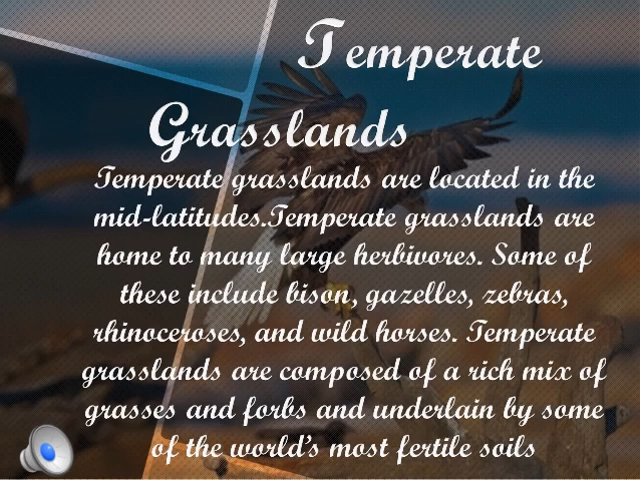 Temperate
Grasslands
Temperate grasslands are located in the
mid-latitudes.Temperate grasslands are
home to many large herbivores. Some of
these include bison, gazelles, zebras,
rhinoceroses, and wild horses. Temperate
grasslands are composed of a rich mix of
grasses and forbs and underlain by some
of the world’s most fertile soils